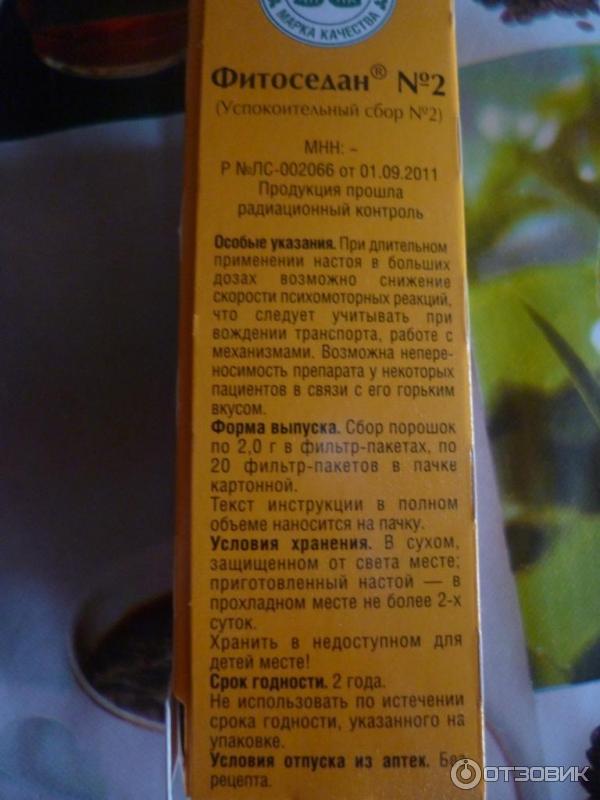 МАРКА КАЧЕСТВА
Фитоседан® №2
(Успокоительный сбор №2)
МНН: –
Р №ЛС-002066 от 01.09.2011
Продукция прошла
радиационный контроль
Особые указания. При длительном
применении настоя в больших
дозах возможно снижение
скорости психомоторных реакций,
что следует учитывать при
вождении транспорта, работе с
механизмами. Возможна непере-
носимость препарата у некоторых
пациентов в связи с его горьким
вкусом.
Форма выпуска. Сбор порошок
по 2,0 г в фильтр-пакетах, по
20 фильтр-пакетов в пачке
картонной.
Текст инструкции в полном
объеме наносится на пачку.
Условия хранения. В сухом,
защищенном от света месте;
приготовленный настой — в
прохладном месте не более 2-х
суток.
Хранить в недоступном для
детей месте!
Срок годности. 2 года.
Не использовать по истечении
срока годности, указанного на
упаковке.
Условия отпуска из аптек. Без
рецепта.
ОТЗОВИК